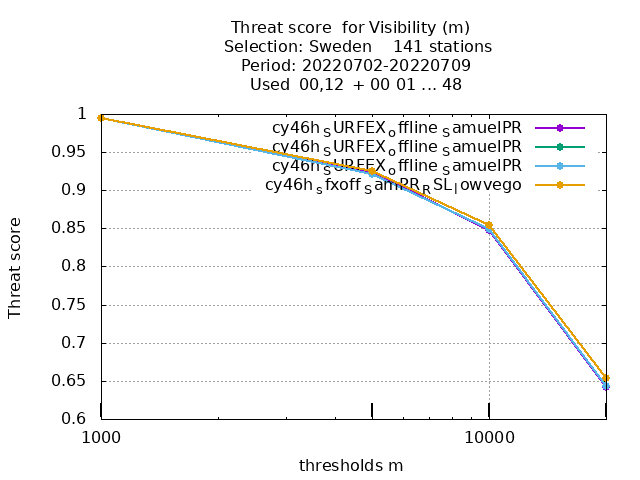 Threat score for Visibility (m)
Selection: Sweden 141 stations
Period: 20220702-20220709
Used 00,12 + 00 01 ... 48
cy46h_SURFEX_offline_SamuelPR
cy46h_SURFEX_offline_SamuelPR
cy46h_SURFEX_offline_SamuelPR
cy46h_sfxoff_SamPR_RSL_lowvego
Threat score
1
0.95
0.9
0.85
0.8
0.75
0.7
0.65
0.6
1000
10000
thresholds m